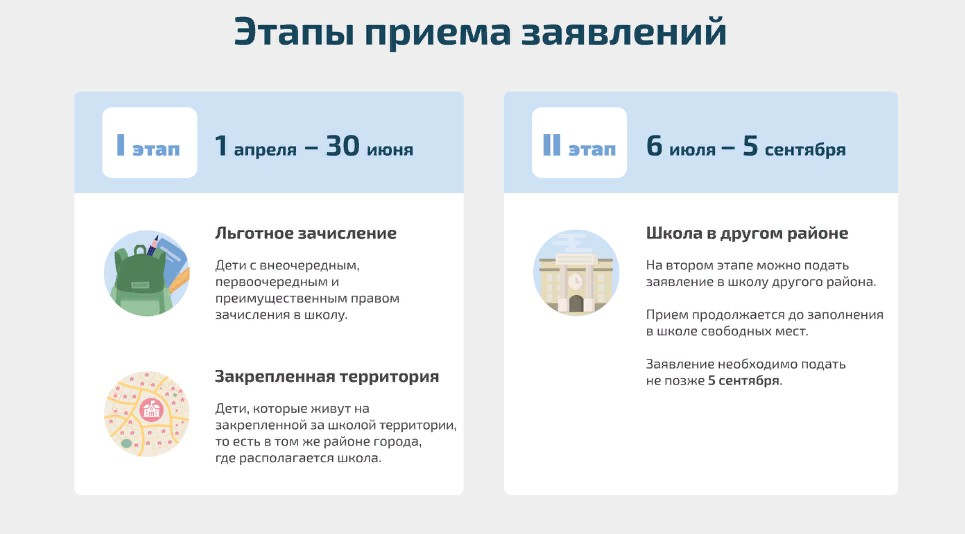 Этапы приема заявлений
I этап
1 апреля – 30 июня
Льготное зачисление
Дети с внеочередным,
первоочередным и
преимущественным правом
зачисления в школу.
Закрепленная территория
Дети, которые живут на
закрепленной за школой территории,
то есть в том же районе города,
где располагается школа.
II этап
6 июля – 5 сентября
Школа в другом районе
На втором этапе можно подать
заявление в школу другого района.
Прием продолжается до заполнения
в школе свободных мест.
Заявление необходимо подать
не позже 5 сентября.